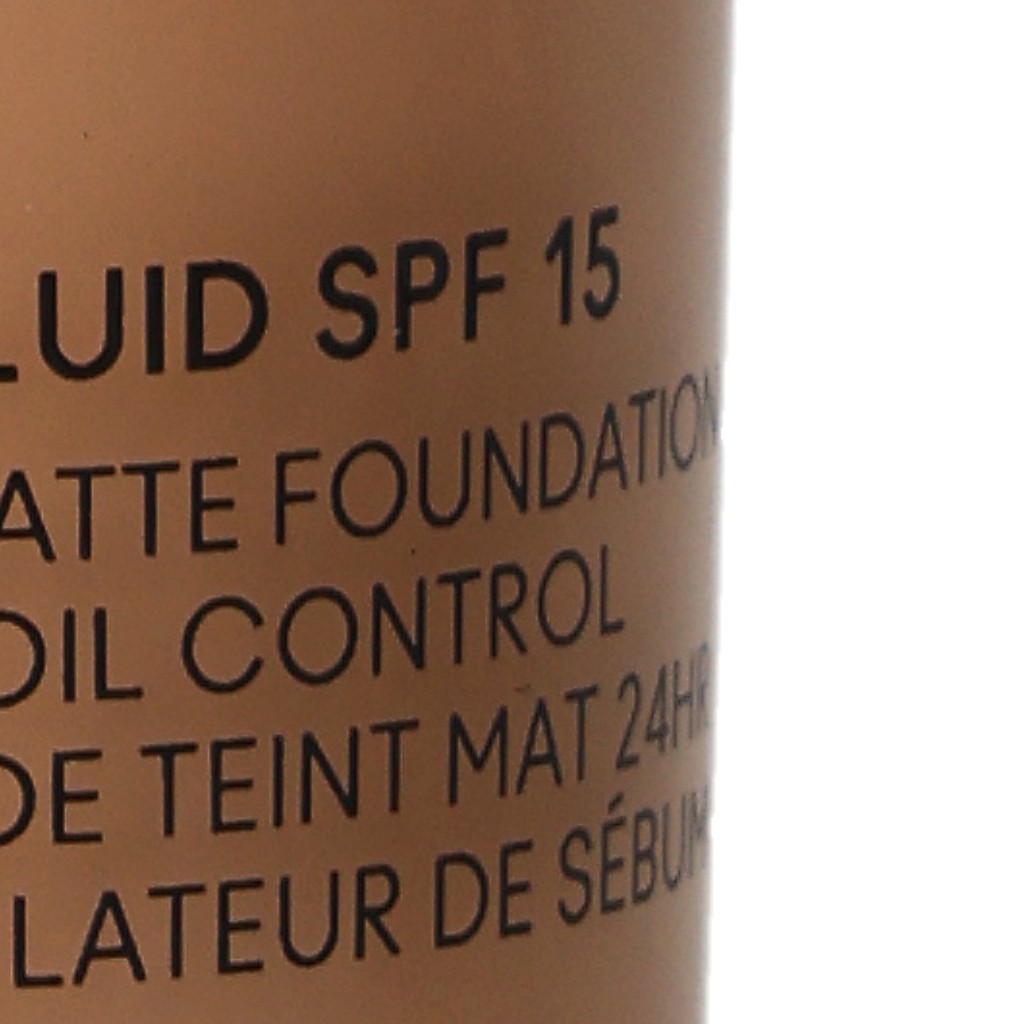 LUID SPF 15
ATTE FOUNDATION
OIL CONTROL
DE TEINT MAT 24HR
LATEUR DE SÉBUM